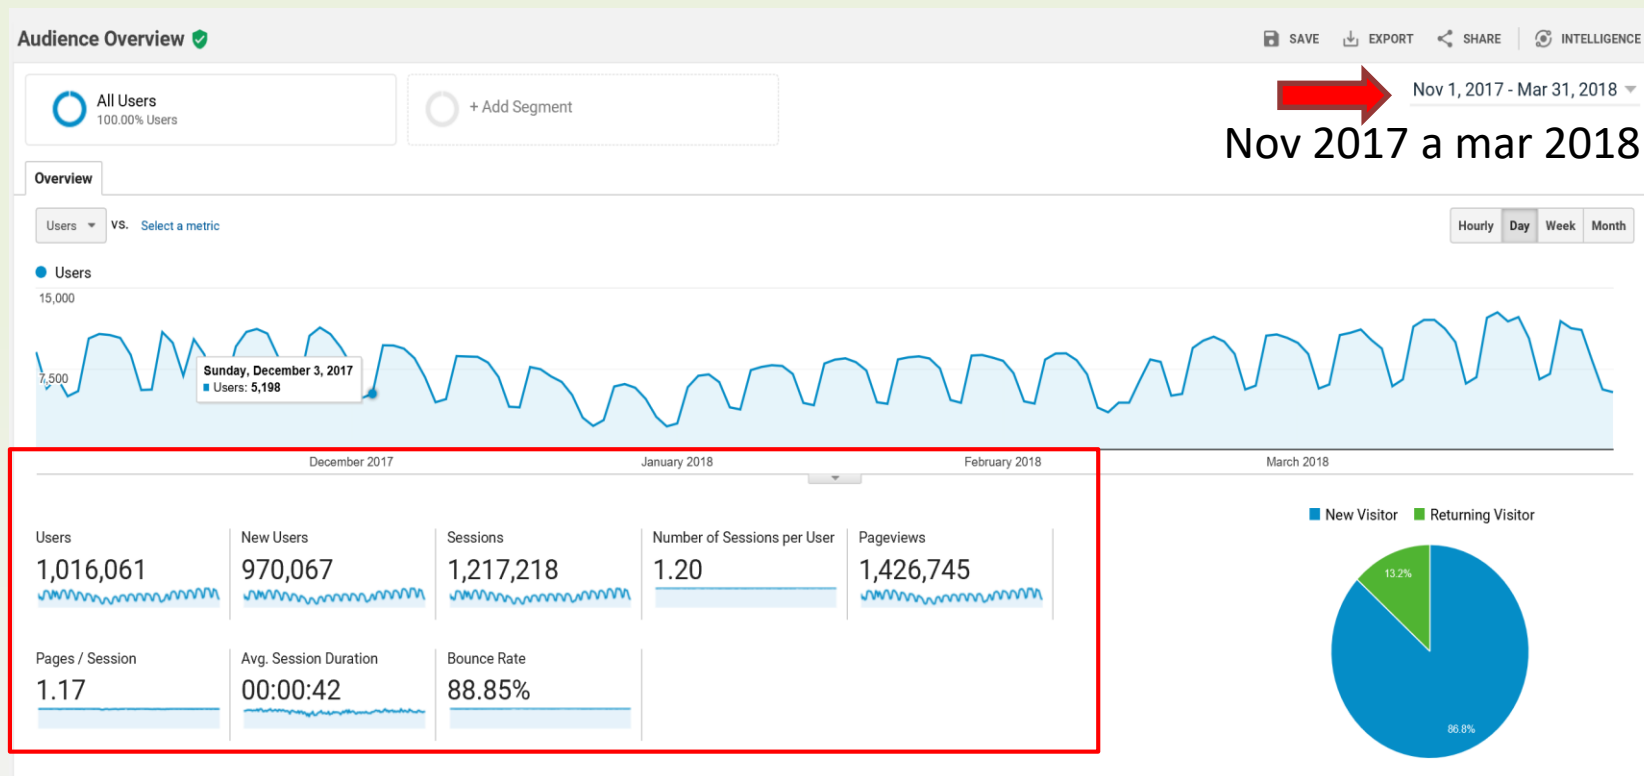 Audience Overview
SAVE EXPORT SHARE INTELLIGENCE
All Users
100.00% Users
+ Add Segment
Nov 1, 2017 - Mar 31, 2018
Nov 2017 a mar 2018
Overview
Users VS. Select a metric
Hourly Day Week Month
Users
15,000
7,500
Sunday, December 3, 2017
Users: 5,198
December 2017 January 2018 February 2018 March 2018
New Visitor Returning Visitor
Users New Users Sessions Number of Sessions per User Pageviews
1,016,061 970,067 1,217,218 1.20 1,426,745
13.2%
Pages / Session Avg. Session Duration Bounce Rate
1.17 00:00:42 88.85%
86.8%